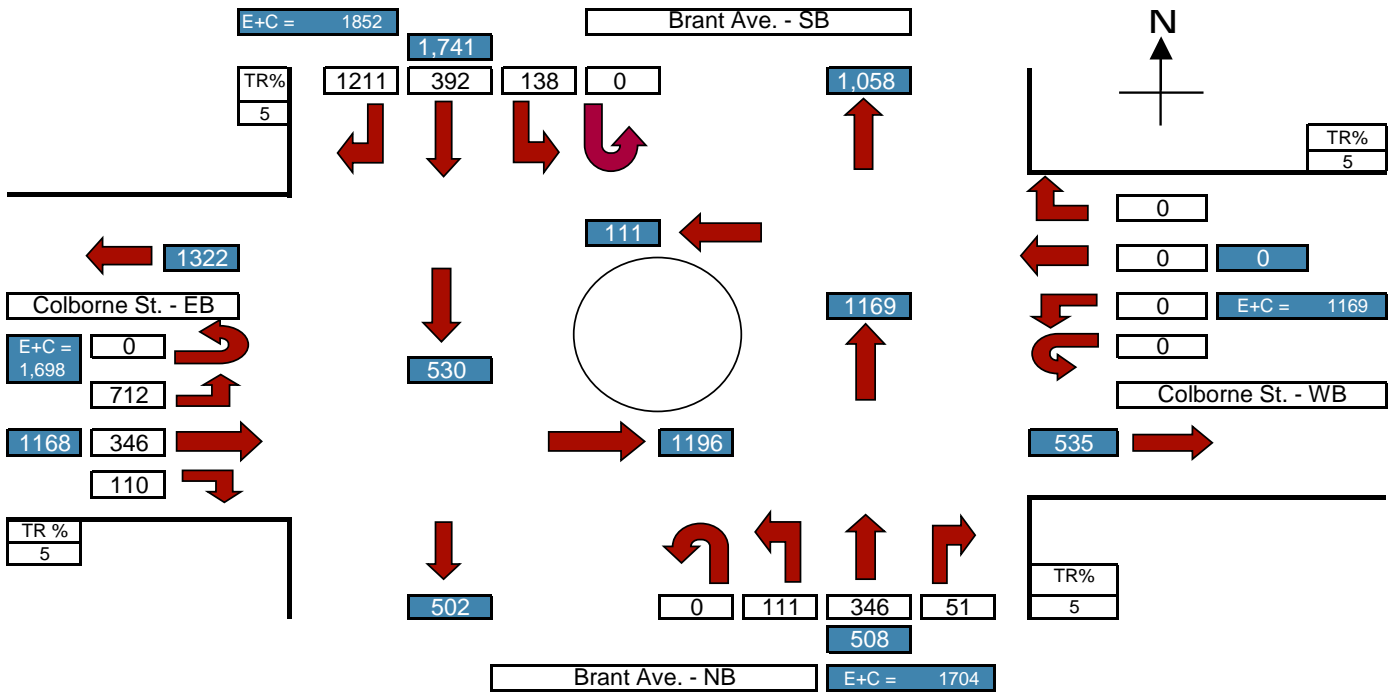 E+C = 1852
Brant Ave. - SB
N
1,741
TR%
1211 392 138 0
1,058
5
TR%
5
0
111
1322
0 0
Colborne St. - EB
1169
0 E+C = 1169
E+C =
1,698
0
0
530
712
Colborne St. - WB
1168 346
1196
535
110
TR %
5
TR%
502
0 111 346 51
5
508
Brant Ave. - NB
E+C = 1704